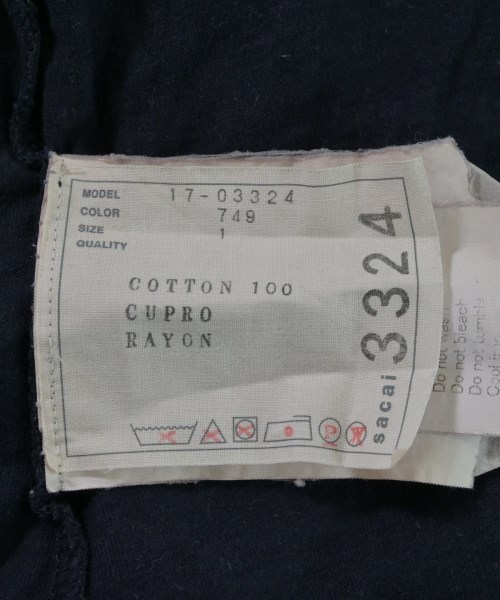 MODEL 17-03324
COLOR 749
SIZE 1
QUALITY
COTTON 100
CUPRO
RAYON
P W
sacai 3324
Do not wash
Do not bleach
Do not tumble